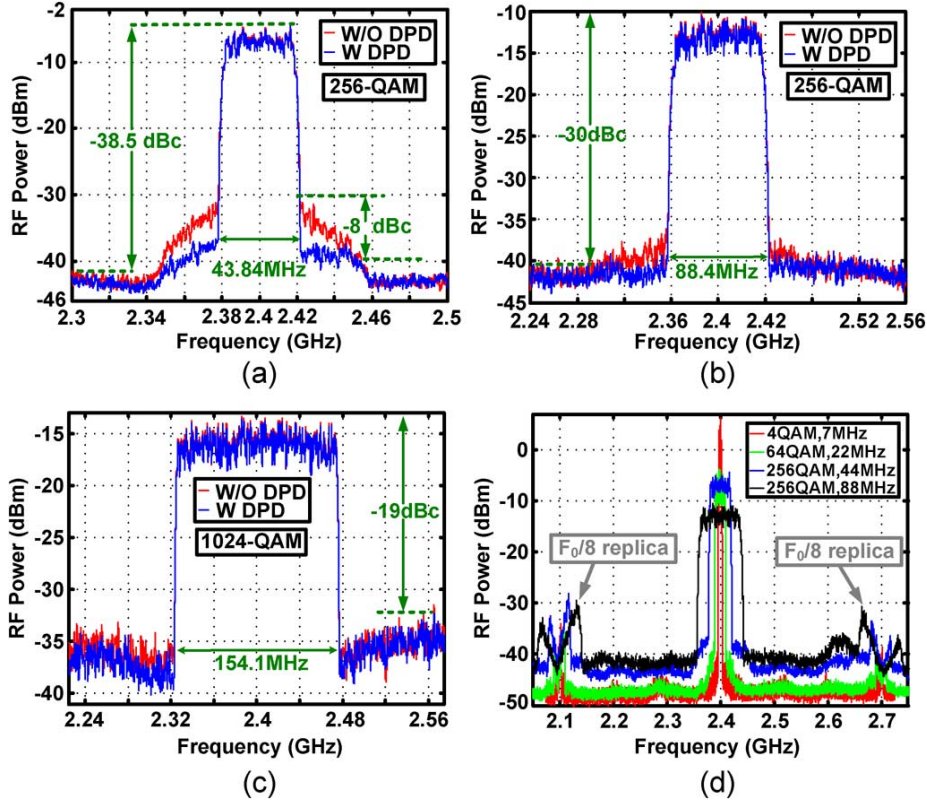 -2
-10
-20
-30
-40
-46
RF Power (dBm)
-38.5 dBc
W/O DPD
W DPD
256-QAM
-8 dBc
43.84MHz
2.3 2.34 2.38 2.42 2.46 2.5
Frequency (GHz)
(a)
-10
-15
-20
-25
-30
-35
-40
-45
RF Power (dBm)
-30dBc
W/O DPD
W DPD
256-QAM
88.4MHz
2.24 2.28 2.36 2.4 2.42 2.52 2.56
Frequency (GHz)
(b)
-15
-20
-25
-30
-35
-40
RF Power (dBm)
W/O DPD
W DPD
1024-QAM
-19dBc
154.1MHz
2.24 2.32 2.4 2.48 2.56
Frequency (GHz)
(c)
0
-10
-20
-30
-40
-50
RF Power (dBm)
4QAM,7MHz
64QAM,22MHz
256QAM,44MHz
256QAM,88MHz
F₀/8 replica
F₀/8 replica
2.1 2.2 2.3 2.4 2.5 2.6 2.7
Frequency (GHz)
(d)